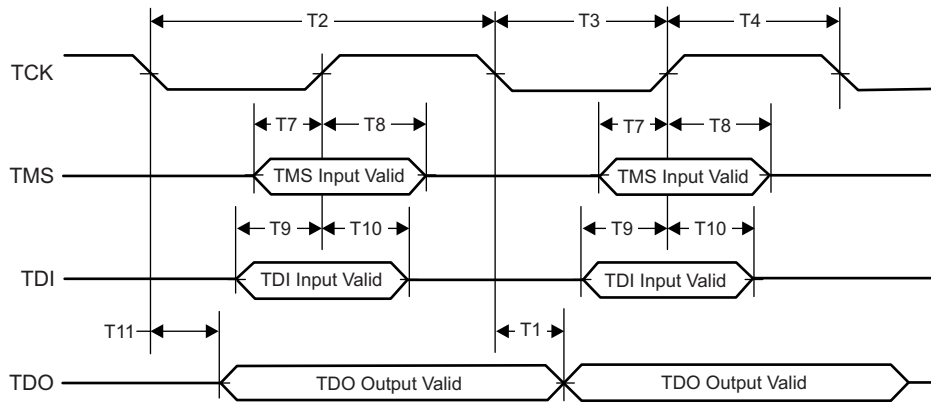 T2
T3
T4
TCK
T7
T8
T7
T8
TMS
TMS Input Valid
TMS Input Valid
T9
T10
T9
T10
TDI
TDI Input Valid
TDI Input Valid
T11
T1
TDO
TDO Output Valid
TDO Output Valid